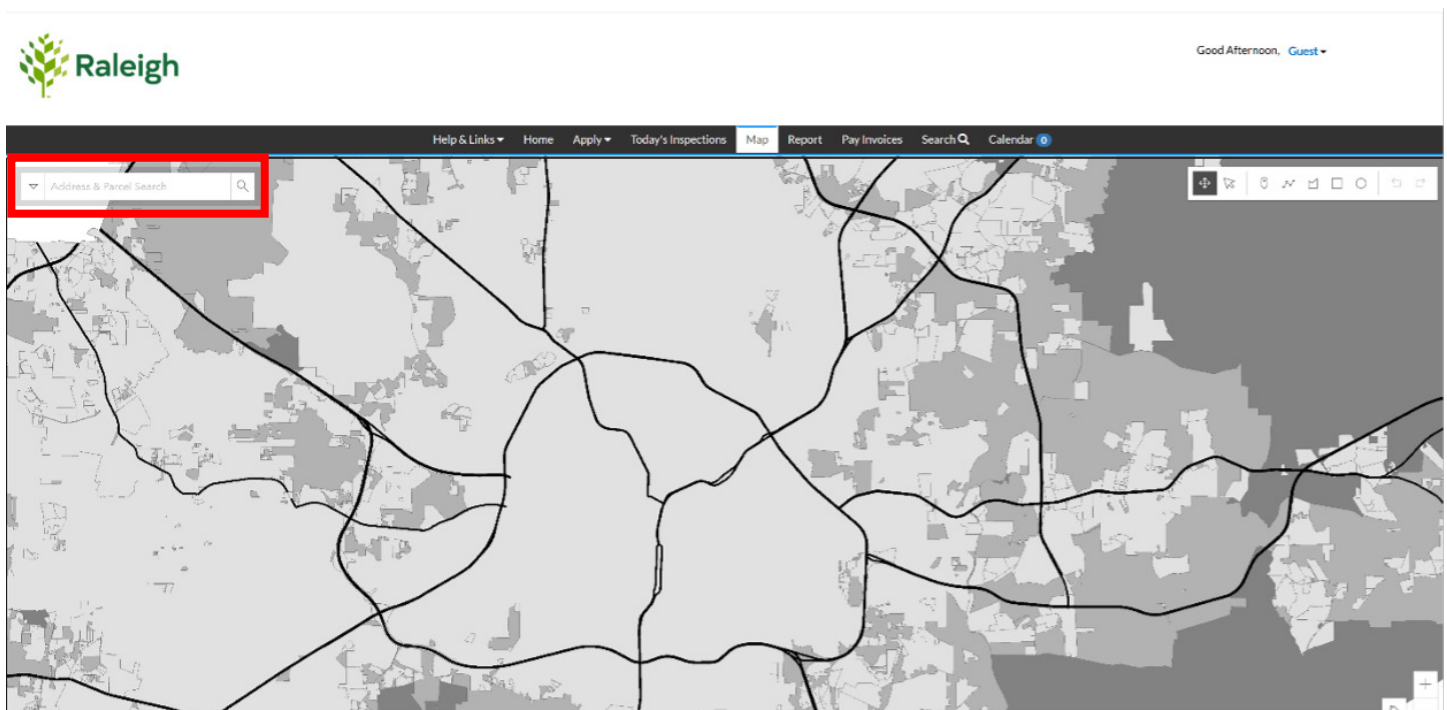 Raleigh
Good Afternoon, Guest
Help & Links Home Apply Today's Inspections Map Report Pay Invoices Search Calendar 0
Address & Parcel Search